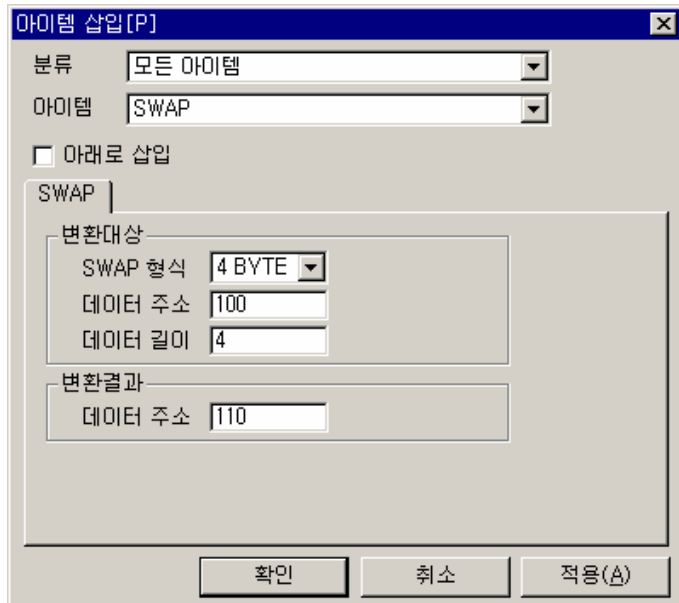 아이템 삽입[P]
분류 모든 아이템
아이템 SWAP
아래로 삽입
SWAP
변환대상
SWAP 형식 4 BYTE
데이터 주소 100
데이터 길이 4
변환결과
데이터 주소 110
확인 취소 적용(A)